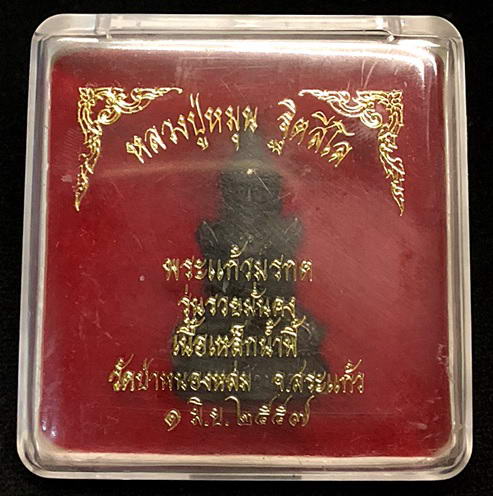 หลวงปู่หมุน ฐิตสีโล
พระแก้วมรกต
รุ่นรวยมั่นคง
เนื้อเหล็กน้ำพี้
วัดป่าหนองหล่ม จ.สระแก้ว
๑ มิ.ย. ๒๕๕๗